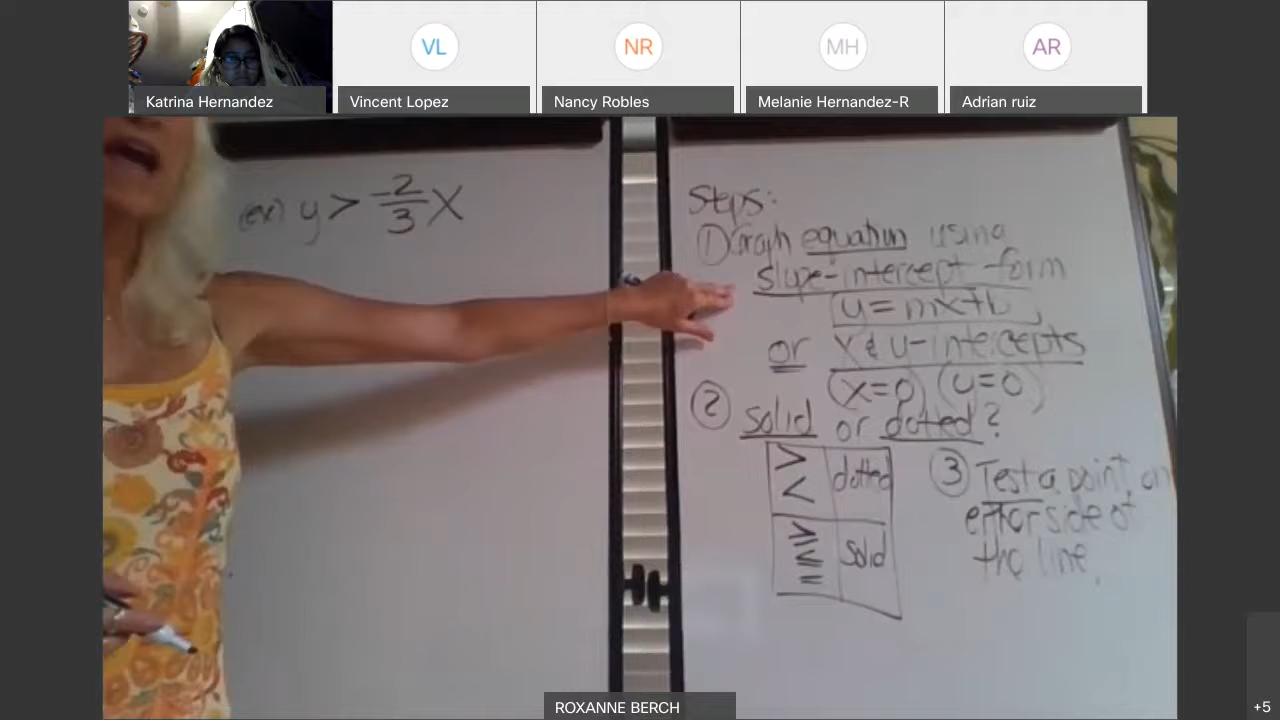 VL
NR
MH
AR
Katrina Hernandez
Vincent Lopez
Nancy Robles
Melanie Hernandez-R
Adrian ruiz
(ex) y > -2/3 x
Steps:
① Graph equation using
slope-intercept form
y = mx+b
or x & y-intercepts
(x=0) (y=0)
② solid or dotted?
> dotted
<
≥ solid
≤
=
③ Test a point on
either side of
the line.
ROXANNE BERCH
+5